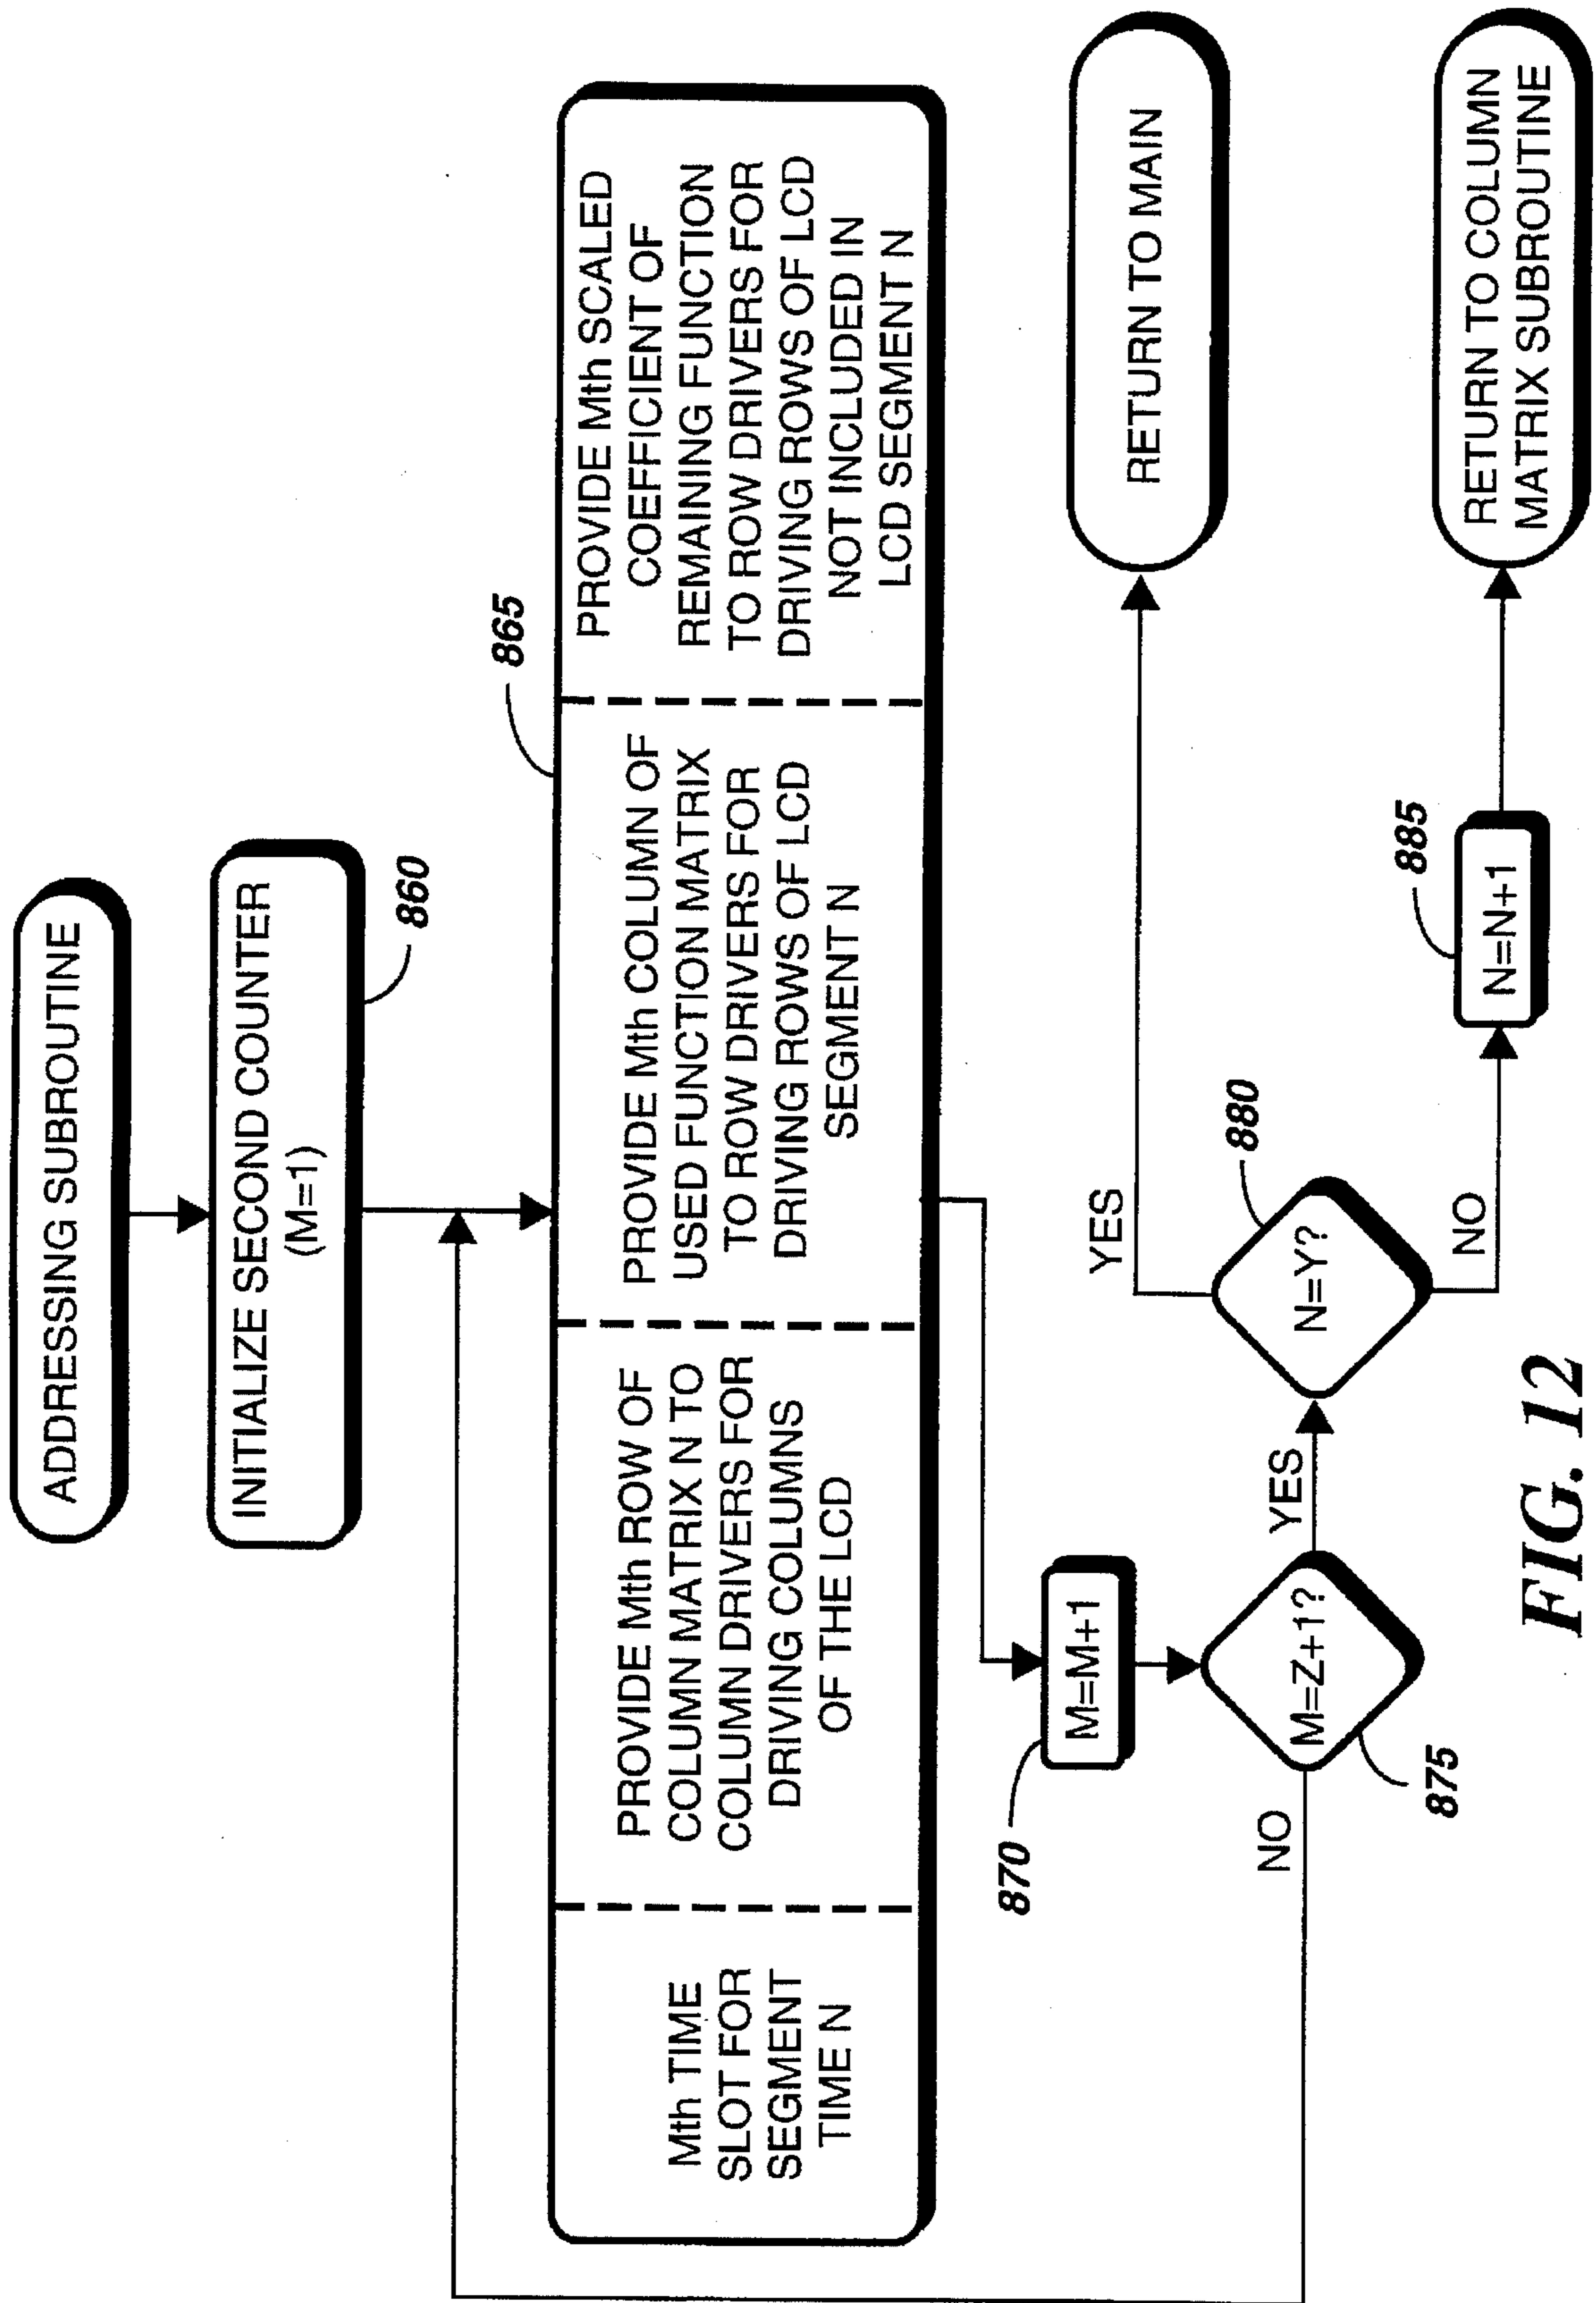 ADDRESSING SUBROUTINE
INITIALIZE SECOND COUNTER
(M=1)
860
865
Mth TIME
SLOT FOR
SEGMENT
TIME N
PROVIDE Mth ROW OF
COLUMN MATRIX N TO
COLUMN DRIVERS FOR
DRIVING COLUMNS
OF THE LCD
PROVIDE Mth COLUMN OF
USED FUNCTION MATRIX
TO ROW DRIVERS FOR
DRIVING ROWS OF LCD
SEGMENT N
PROVIDE Mth SCALED
COEFFICIENT OF
REMAINING FUNCTION
TO ROW DRIVERS FOR
DRIVING ROWS OF LCD
NOT INCLUDED IN
LCD SEGMENT N
870
M=M+1
M=Z+1?
875
NO
YES
N=Y?
880
YES
NO
RETURN TO MAIN
885
N=N+1
RETURN TO COLUMN
MATRIX SUBROUTINE
FIG. 12